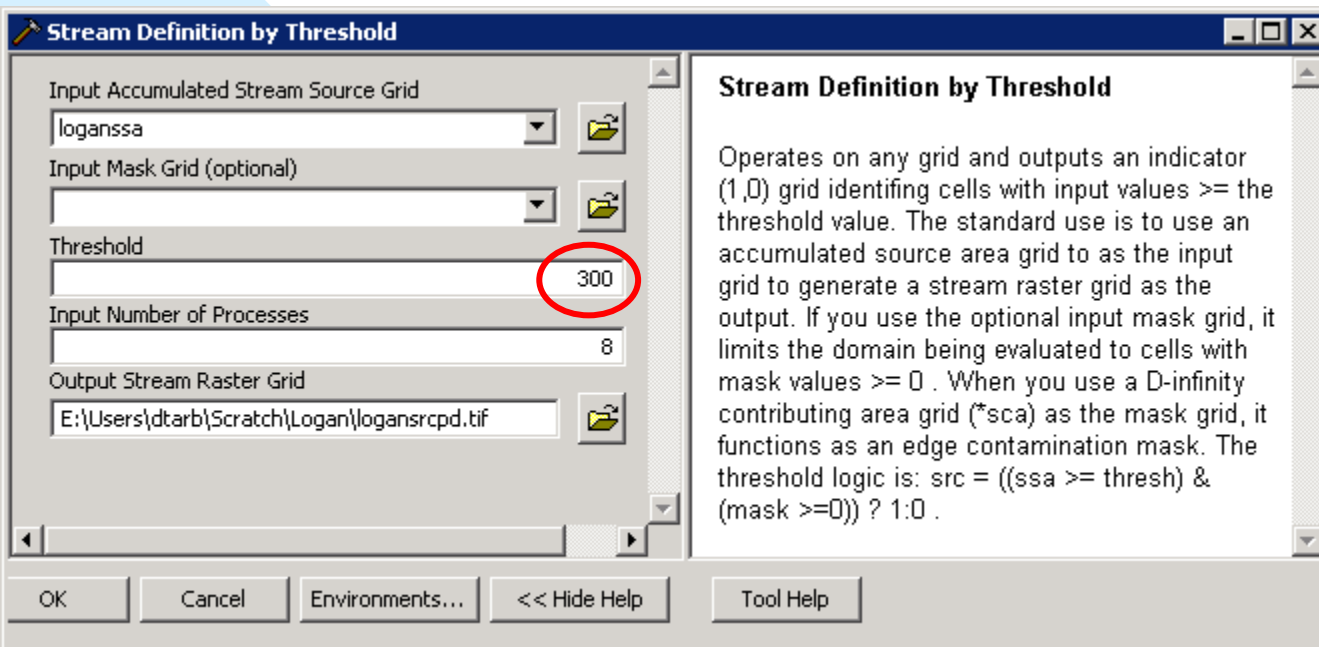 Stream Definition by Threshold
Input Accumulated Stream Source Grid
loganssa
Input Mask Grid (optional)
Threshold
300
Input Number of Processes
8
Output Stream Raster Grid
E:\Users\dtarb\Scratch\Logan\logansrcpd.tif
Stream Definition by Threshold
Operates on any grid and outputs an indicator
(1,0) grid identifing cells with input values >= the
threshold value. The standard use is to use an
accumulated source area grid to as the input
grid to generate a stream raster grid as the
output. If you use the optional input mask grid, it
limits the domain being evaluated to cells with
mask values >= 0 . When you use a D-infinity
contributing area grid (*sca) as the mask grid, it
functions as an edge contamination mask. The
threshold logic is: src = ((ssa >= thresh) &
(mask >=0)) ? 1:0 .
OK Cancel Environments... << Hide Help Tool Help